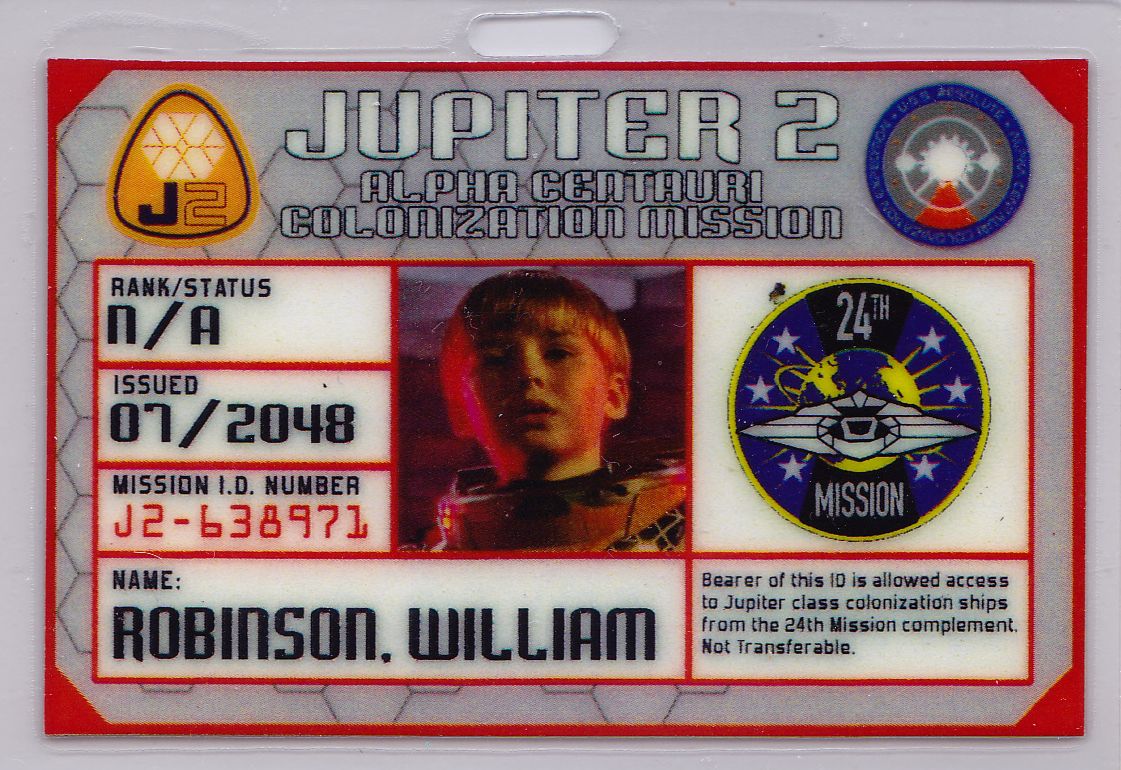 JUPITER 2
ALPHA CENTAURI
COLONIZATION MISSION
J2
U.S.S. RESOLUTE
RANK/STATUS
N/A
ISSUED
07/2048
MISSION I.D. NUMBER
J2-638971
24TH
MISSION
NAME:
ROBINSON, WILLIAM
Bearer of this ID is allowed access
to Jupiter class colonization ships
from the 24th Mission complement.
Not Transferable.